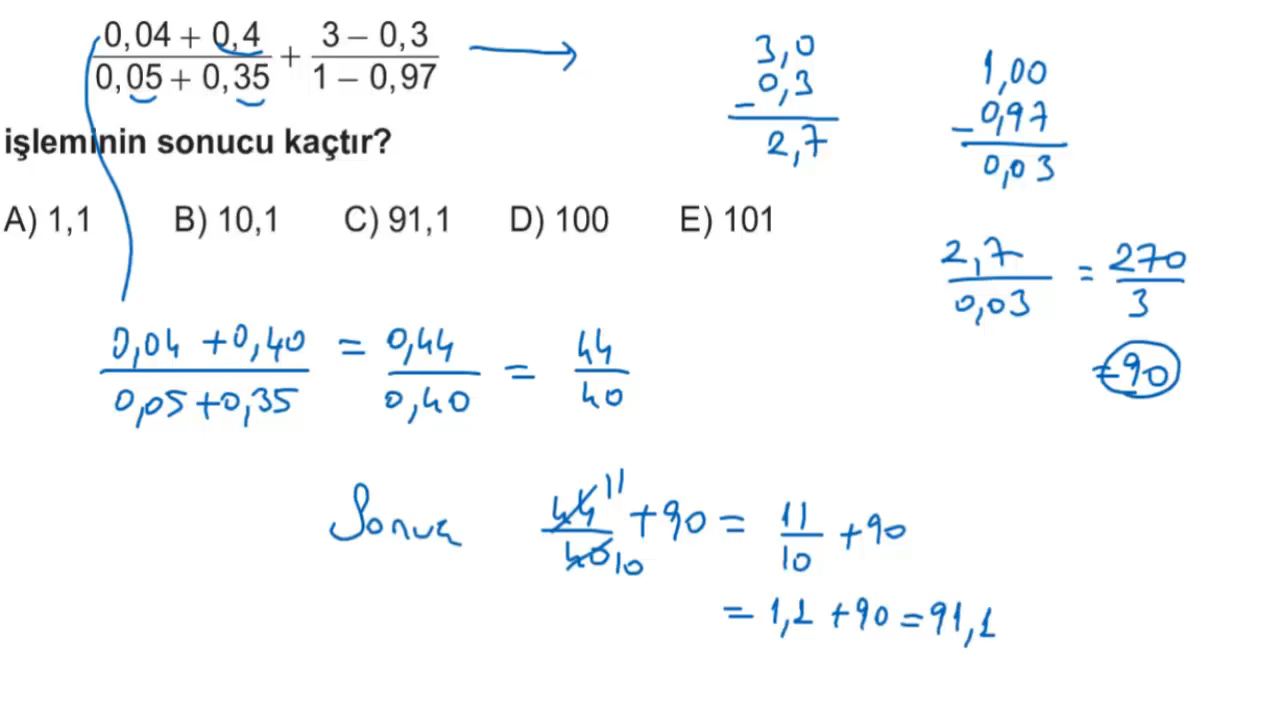 0,04 + 0,4 / 0,05 + 0,35 + 3 − 0,3 / 1 − 0,97
işleminin sonucu kaçtır?
A) 1,1 B) 10,1 C) 91,1 D) 100 E) 101
3,0
0,3
−
2,7
1,00
− 0,97
0,03
2,7 / 0,03 = 270 / 3
= 90
0,04 + 0,40 / 0,05 + 0,35 = 0,44 / 0,40 = 44 / 40
Sonuc 44 11 / 40 10 + 90 = 11 / 10 + 90
= 1,1 + 90 = 91,1